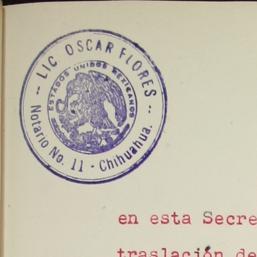 -- LIC OSCAR FLORES --
ESTADOS UNIDOS MEXICANOS
Notario No. 11 - Chihuahua.
en esta Secre
traslación de